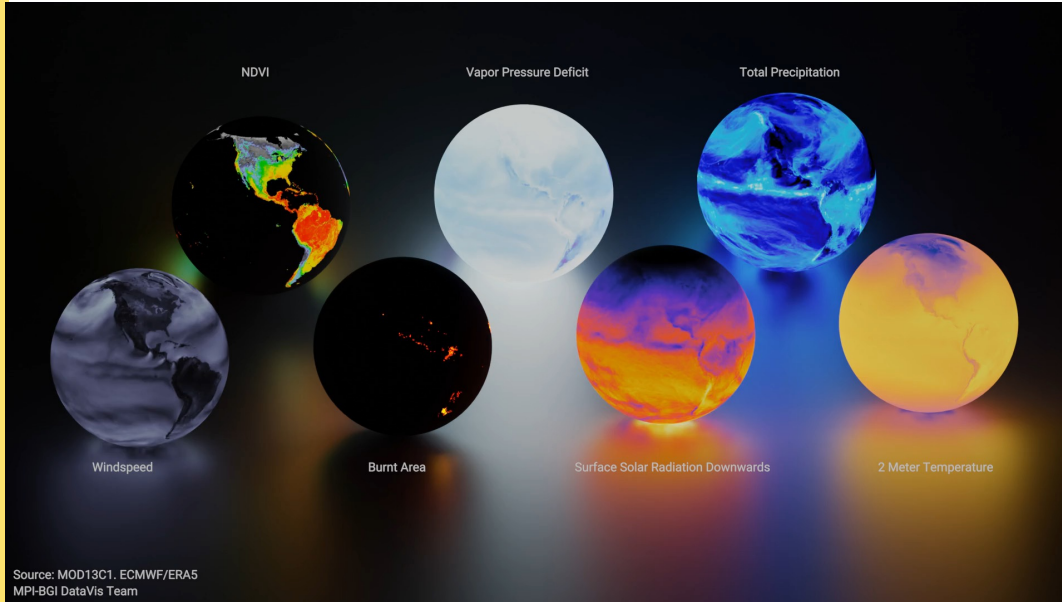 NDVI
Vapor Pressure Deficit
Total Precipitation
Windspeed
Burnt Area
Surface Solar Radiation Downwards
2 Meter Temperature
Source: MOD13C1. ECMWF/ERA5
MPI-BGI DataVis Team